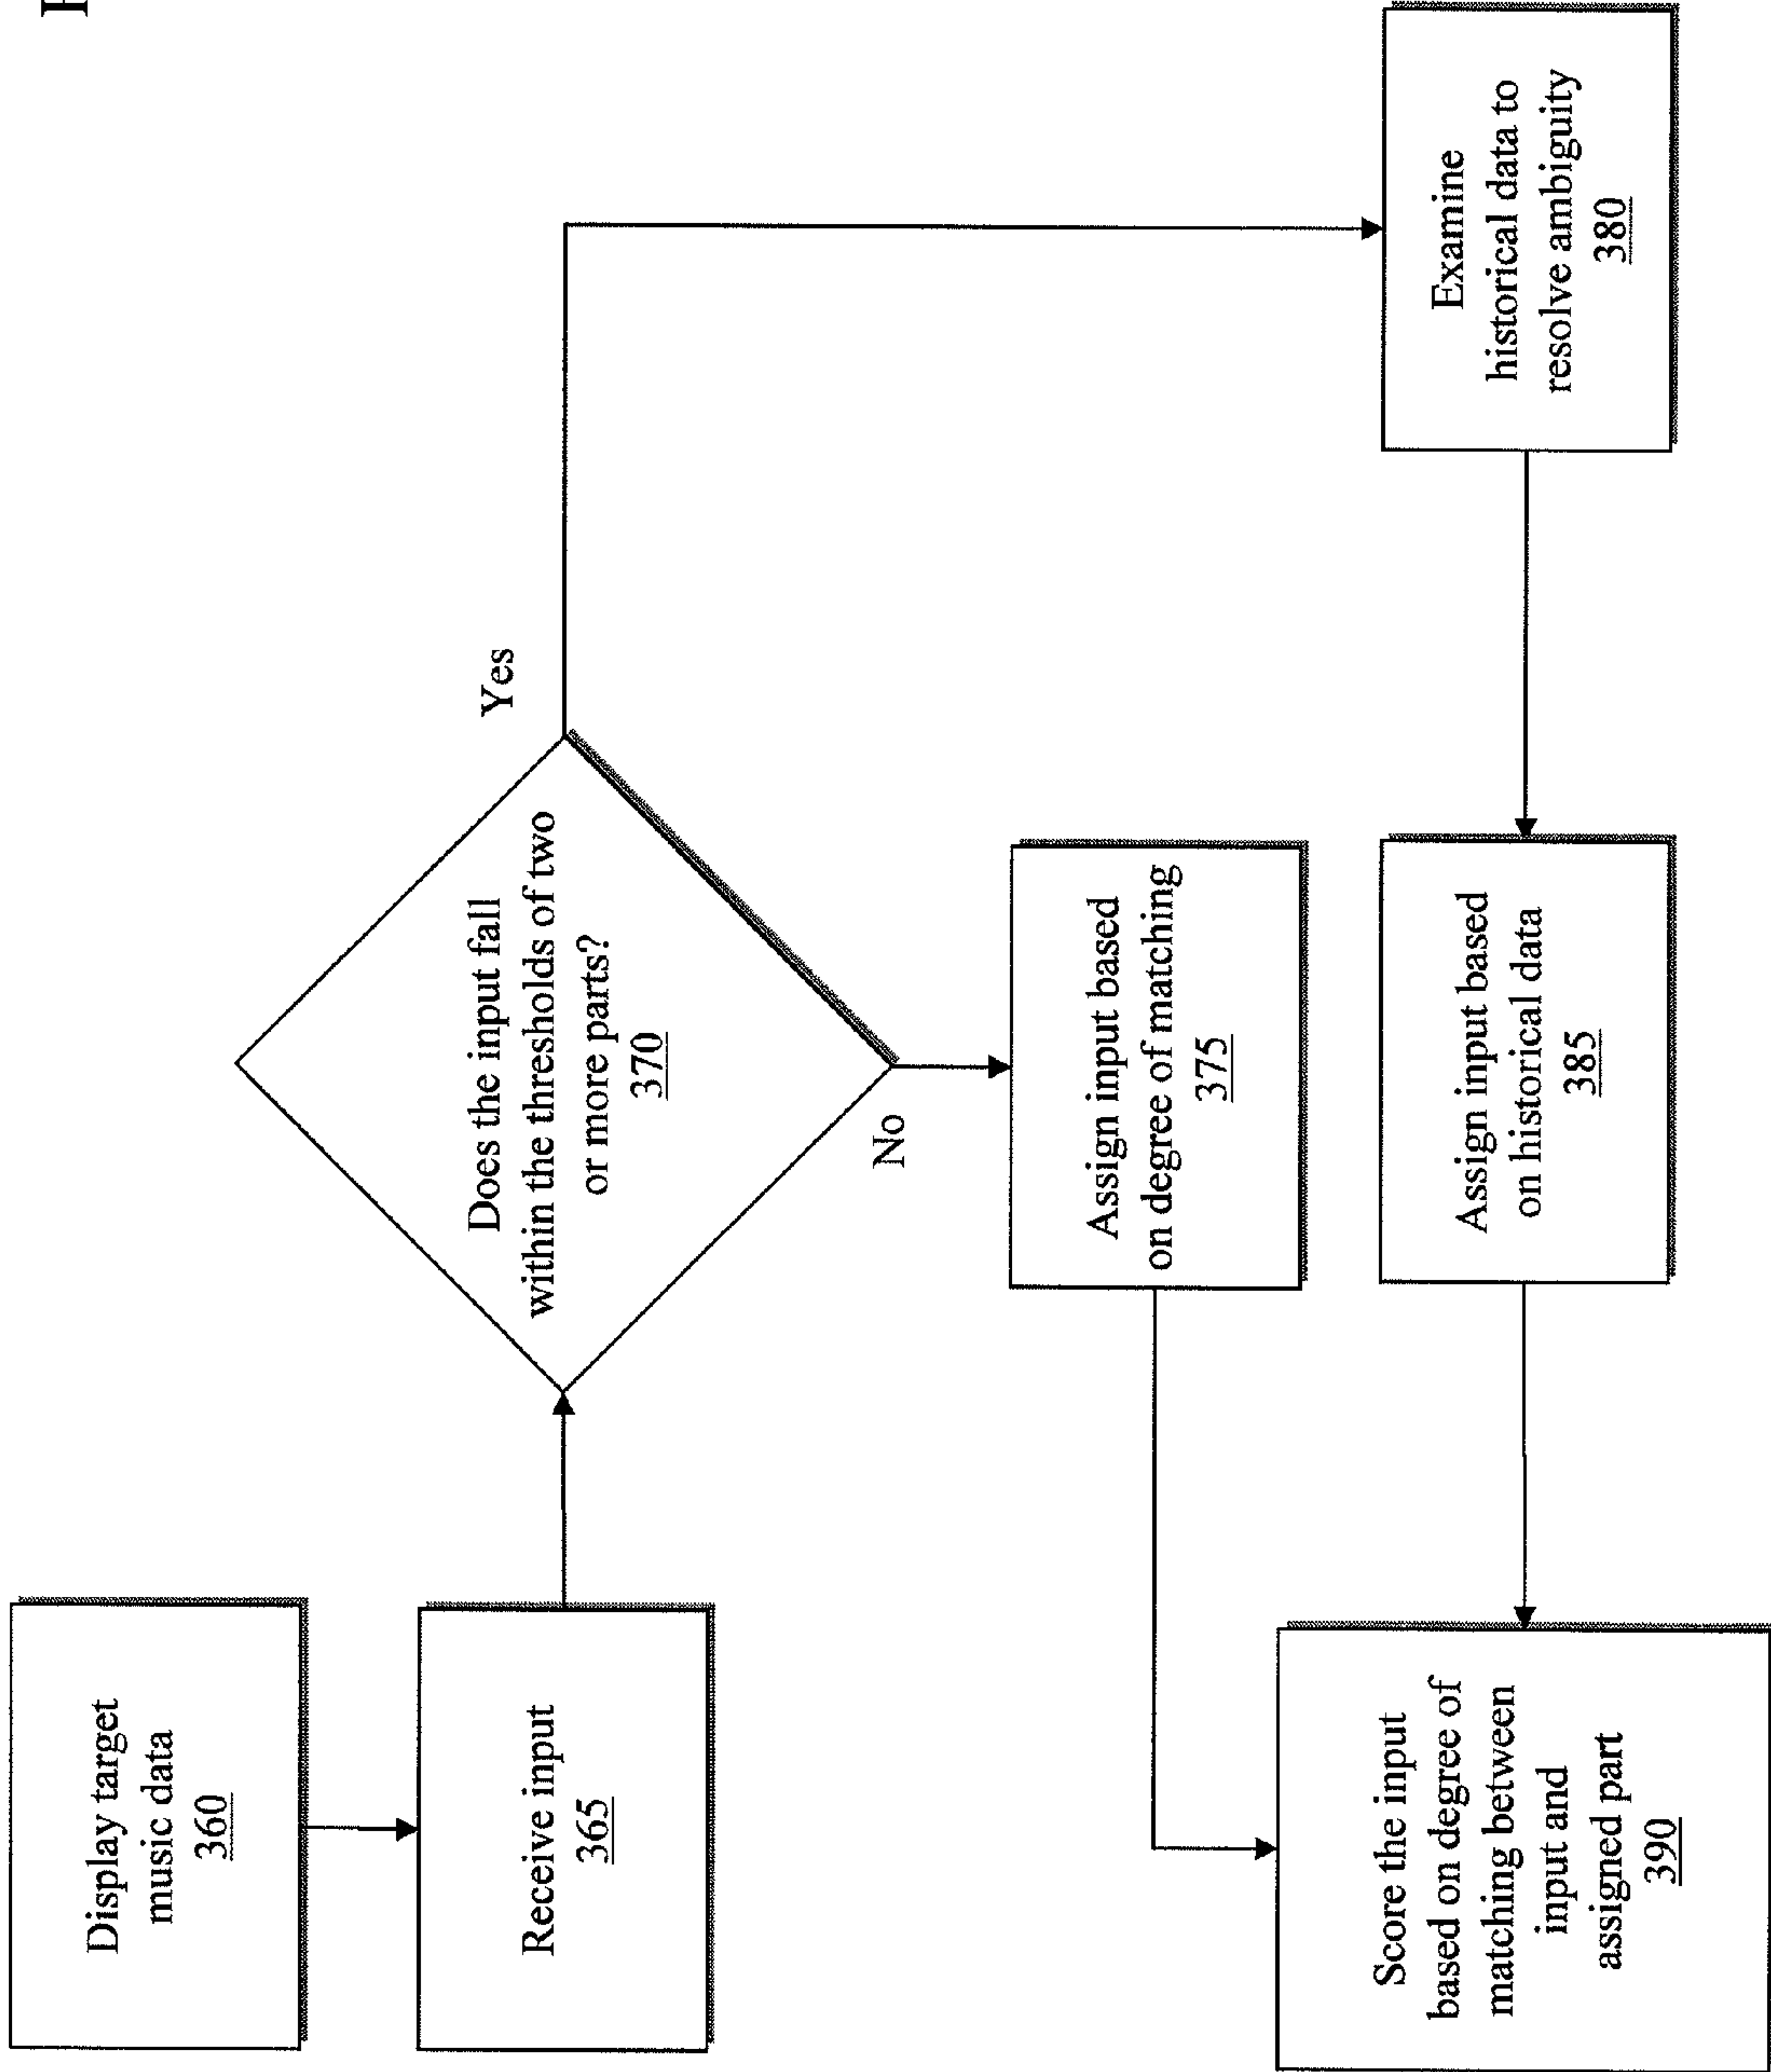 Display target
music data
360
Receive input
365
Does the input fall
within the thresholds of two
or more parts?
370
Yes
No
Assign input based
on degree of matching
375
Examine
historical data to
resolve ambiguity
380
Assign input based
on historical data
385
Score the input
based on degree of
matching between
input and
assigned part
390